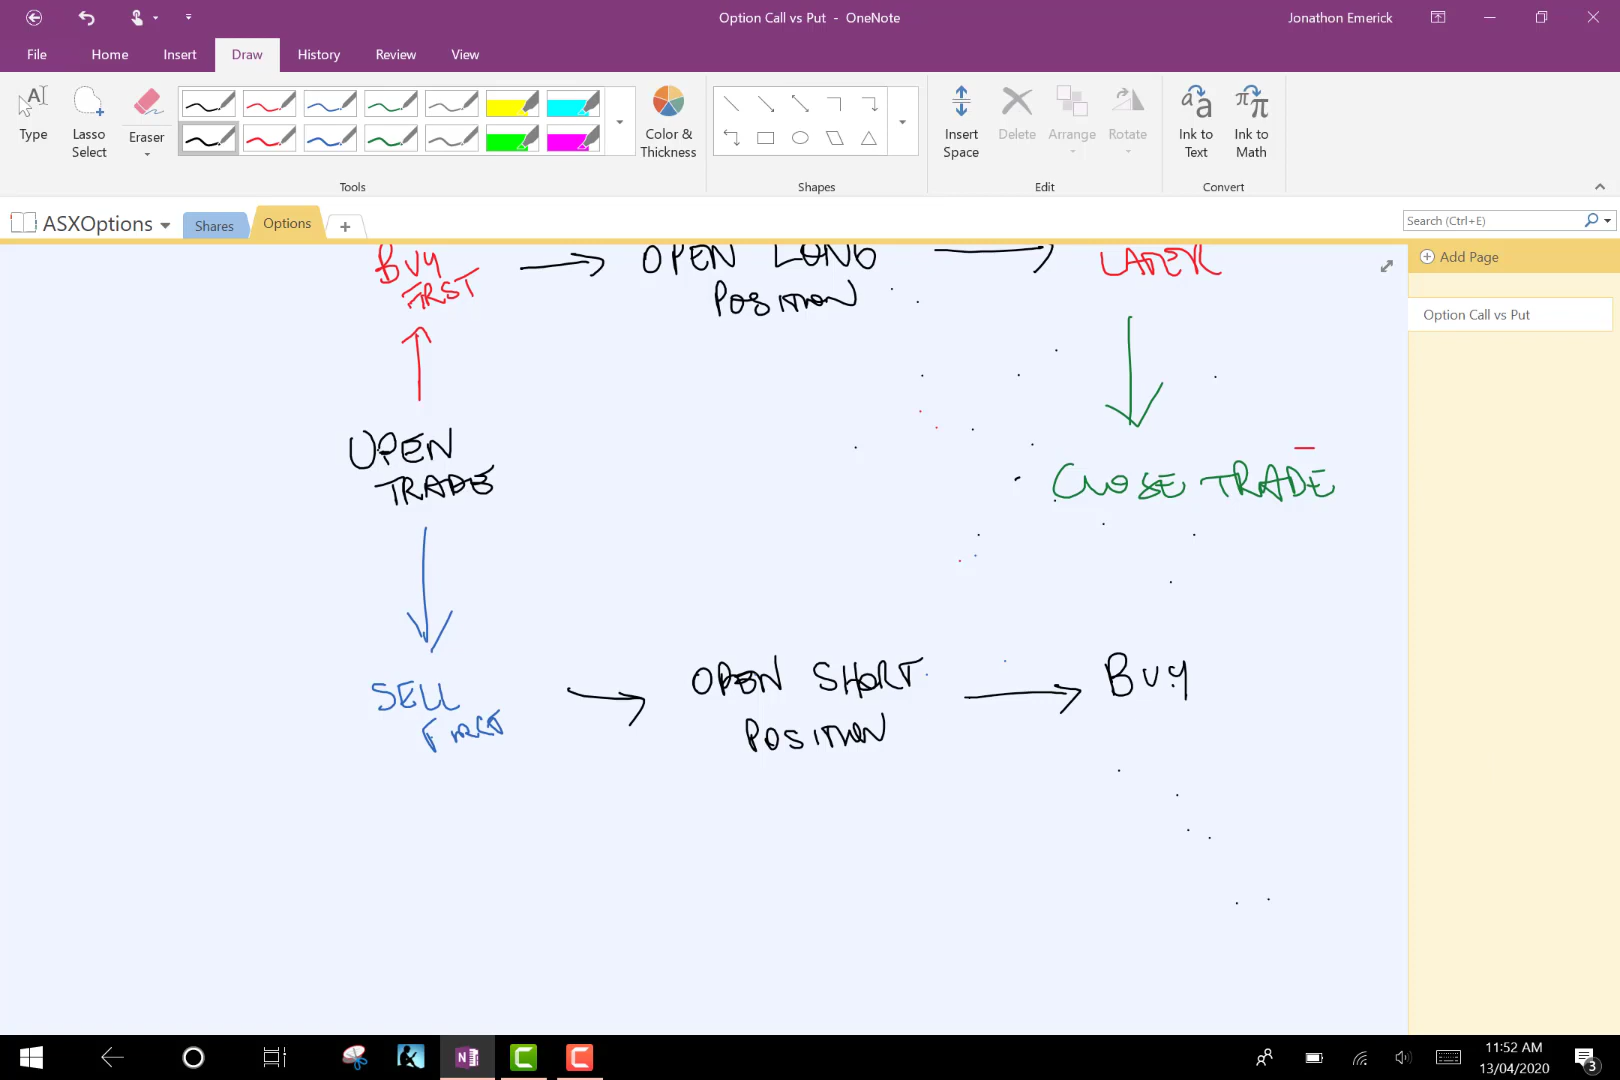 Option Call vs Put - OneNote
Jonathon Emerick
File
Home
Insert
Draw
History
Review
View
Type
Lasso
Select
Eraser
Color &
Thickness
Insert
Space
Delete
Arrange
Rotate
Ink to
Text
Ink to
Math
Tools
Shapes
Edit
Convert
ASXOptions
Shares
Options
Search (Ctrl+E)
Add Page
Option Call vs Put
BUY
FIRST
OPEN LONG
POSITION
LATER
OPEN
TRADE
CLOSE TRADE
SELL
FIRST
OPEN SHORT
POSITION
BUY
11:52 AM
13/04/2020
3